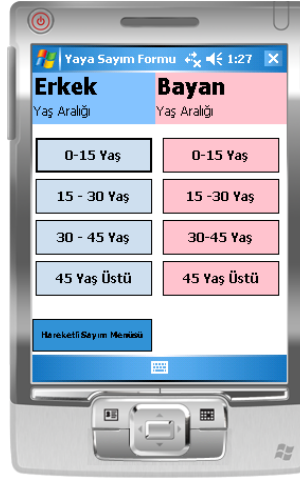 Yaya Sayım Formu 1:27
Erkek Bayan
Yaş Aralığı Yaş Aralığı
0-15 Yaş 0-15 Yaş
15 - 30 Yaş 15 -30 Yaş
30 - 45 Yaş 30-45 Yaş
45 Yaş Üstü 45 Yaş Üstü
Hareketli Sayım Menüsü